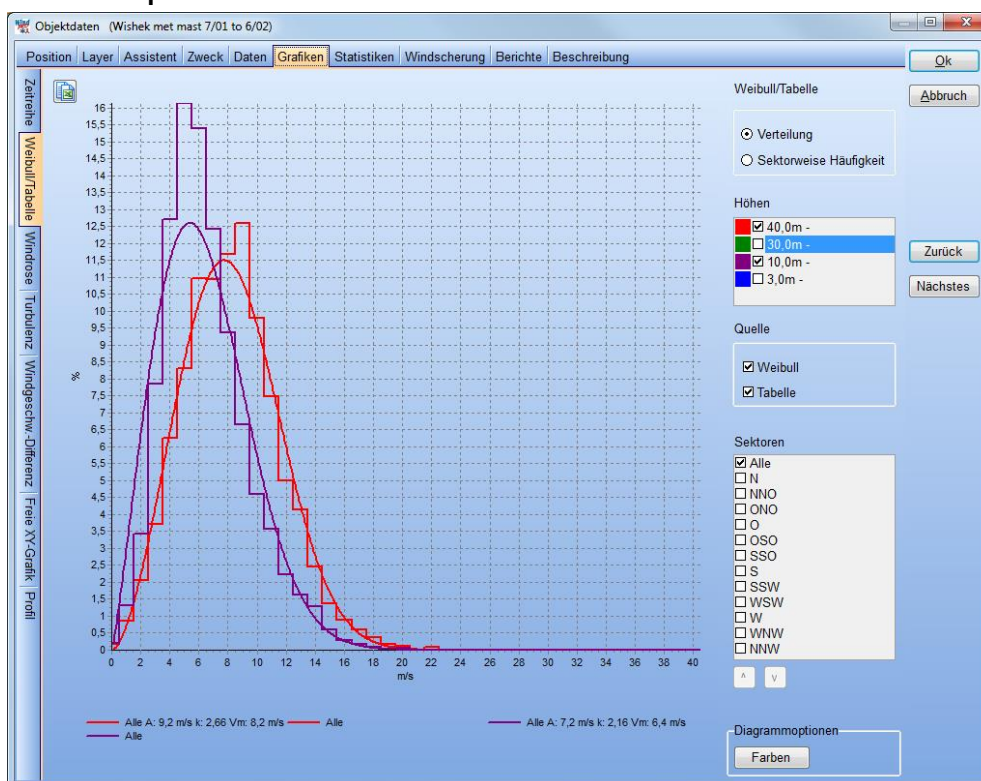 Objektdaten (Wishek met mast 7/01 to 6/02)
Position Layer Assistent Zweck Daten Grafiken Statistiken Windscherung Berichte Beschreibung
Ok
Abbruch
Zurück
Nächstes
Zeitreihe
Weibull/Tabelle
Windrose
Turbulenz
Windgeschw.-Differenz
Freie XY-Grafik
Profil
16
15,5
15
14,5
14
13,5
13
12,5
12
11,5
11
10,5
10
9,5
9
8,5
8
7,5
7
6,5
6
5,5
5
4,5
4
3,5
3
2,5
2
1,5
1
0,5
0
%
0 2 4 6 8 10 12 14 16 18 20 22 24 26 28 30 32 34 36 38 40
m/s
Alle A: 9,2 m/s k: 2,66 Vm: 8,2 m/s Alle Alle A: 7,2 m/s k: 2,16 Vm: 6,4 m/s
Alle
Weibull/Tabelle
Verteilung
Sektorweise Häufigkeit
Höhen
40,0m -
30,0m -
10,0m -
3,0m -
Quelle
Weibull
Tabelle
Sektoren
Alle
N
NNO
ONO
O
OSO
SSO
S
SSW
WSW
W
WNW
NNW
^ v
Diagrammoptionen
Farben